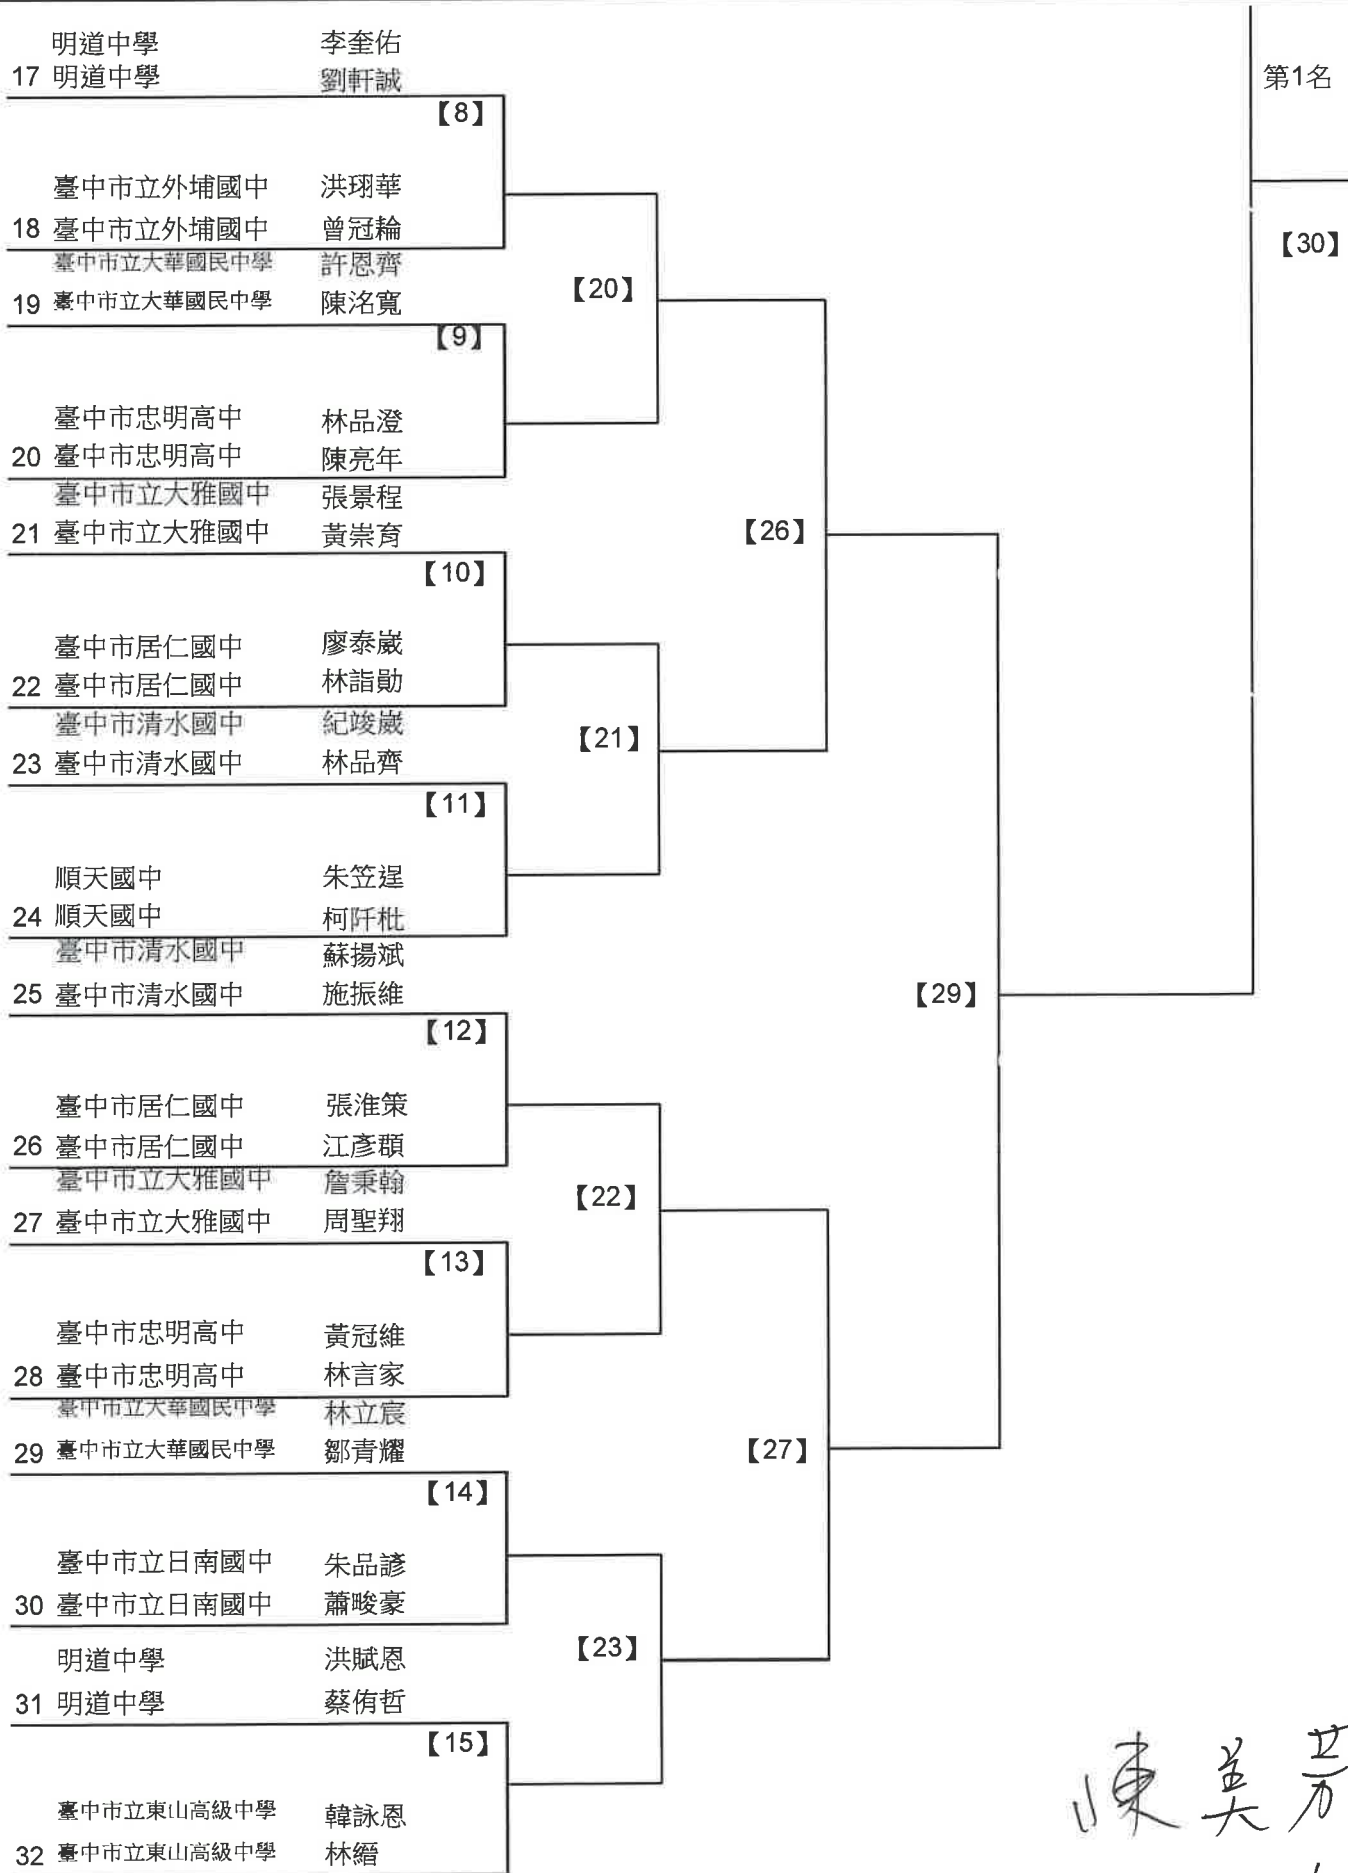 明道中學 李奎佑
17 明道中學 劉軒誠
第1名
【8】
臺中市立外埔國中 洪珝華
18 臺中市立外埔國中 曾冠耣
【30】
臺中市立大華國民中學 許恩齊
19 臺中市立大華國民中學 陳洺寬
【20】
【9】
臺中市忠明高中 林品澄
20 臺中市忠明高中 陳亮年
臺中市立大雅國中 張景程
21 臺中市立大雅國中 黃崇育
【26】
【10】
臺中市居仁國中 廖泰崴
22 臺中市居仁國中 林詣勛
臺中市清水國中 紀竣崴
【21】
23 臺中市清水國中 林品齊
【11】
順天國中 朱笠逞
24 順天國中 柯阡枇
臺中市清水國中 蘇揚斌
25 臺中市清水國中 施振維
【29】
【12】
臺中市居仁國中 張淮策
26 臺中市居仁國中 江彥頵
臺中市立大雅國中 詹秉翰
【22】
27 臺中市立大雅國中 周聖翔
【13】
臺中市忠明高中 黃冠維
28 臺中市忠明高中 林言家
臺中市立大華國民中學 林立宸
29 臺中市立大華國民中學 鄒青耀
【27】
【14】
臺中市立日南國中 朱品諺
30 臺中市立日南國中 蕭畯豪
【23】
明道中學 洪賦恩
31 明道中學 蔡侑哲
【15】
陳美芳
臺中市立東山高級中學 韓詠恩
32 臺中市立東山高級中學 林縉